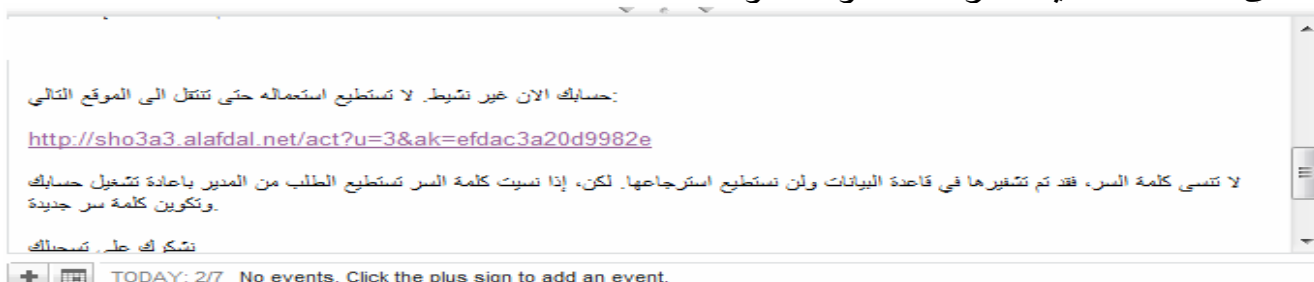 حسابك الان غير نشيط. لا تستطيع استعماله حتى تنتقل الى الموقع التالي:
http://sho3a3.alafdal.net/act?u=3&ak=efdac3a20d9982e
لا تنسى كلمة السر، فقد تم تشفيرها في قاعدة البيانات ولن نستطيع استرجاعها. لكن، إذا نسيت كلمة السر تستطيع الطلب من المدير باعادة تشغيل حسابك
وتكوين كلمة سر جديدة.
نشكرك على تسجيلك
TODAY: 2/7 No events. Click the plus sign to add an event.